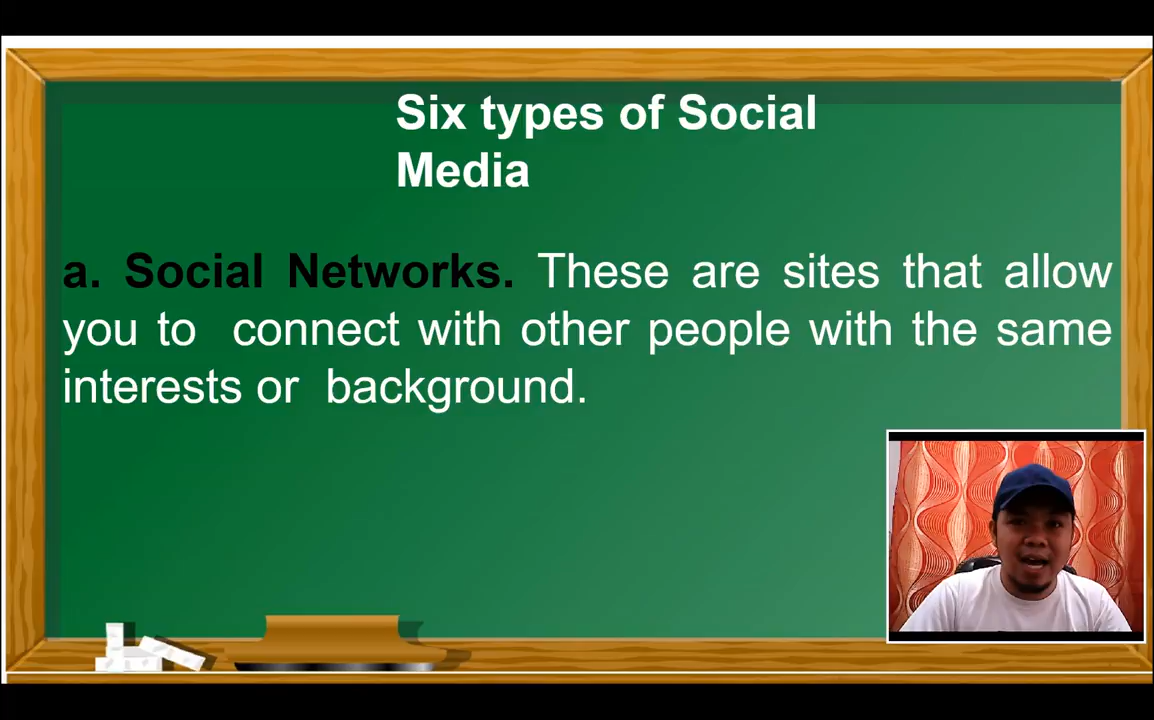 Six types of Social
Media
a. Social Networks. These are sites that allow
you to connect with other people with the same
interests or background.